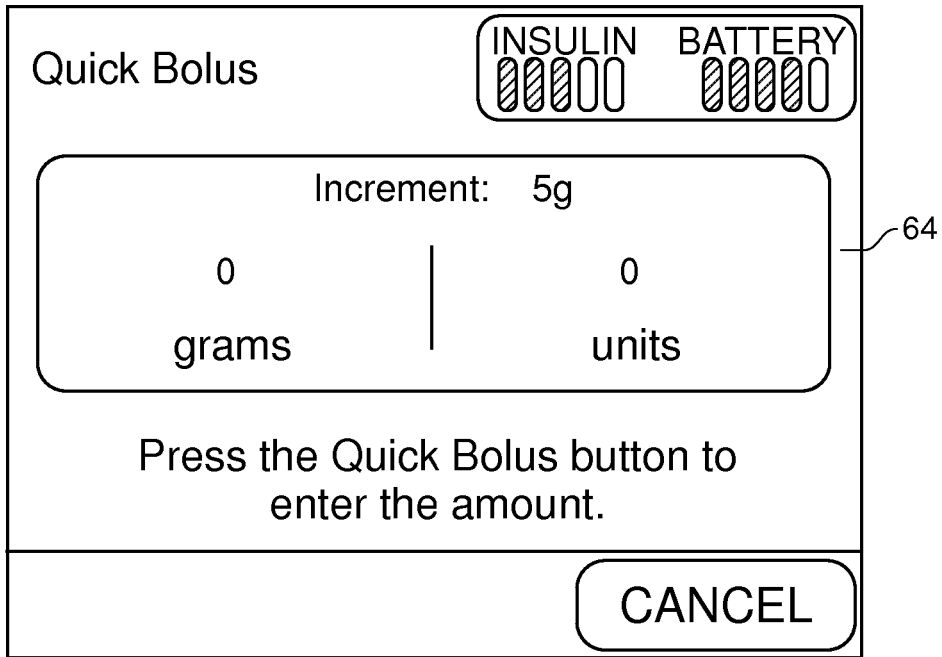 Quick Bolus
INSULIN BATTERY
Increment: 5g
0 0
grams units
64
Press the Quick Bolus button to
enter the amount.
CANCEL